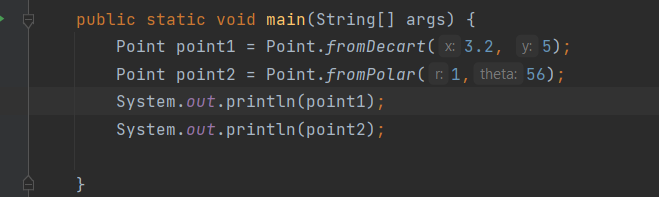 public static void main(String[] args) {
Point point1 = Point.fromDecart( x: 3.2, y: 5);
Point point2 = Point.fromPolar( r: 1, theta: 56);
System.out.println(point1);
System.out.println(point2);
}